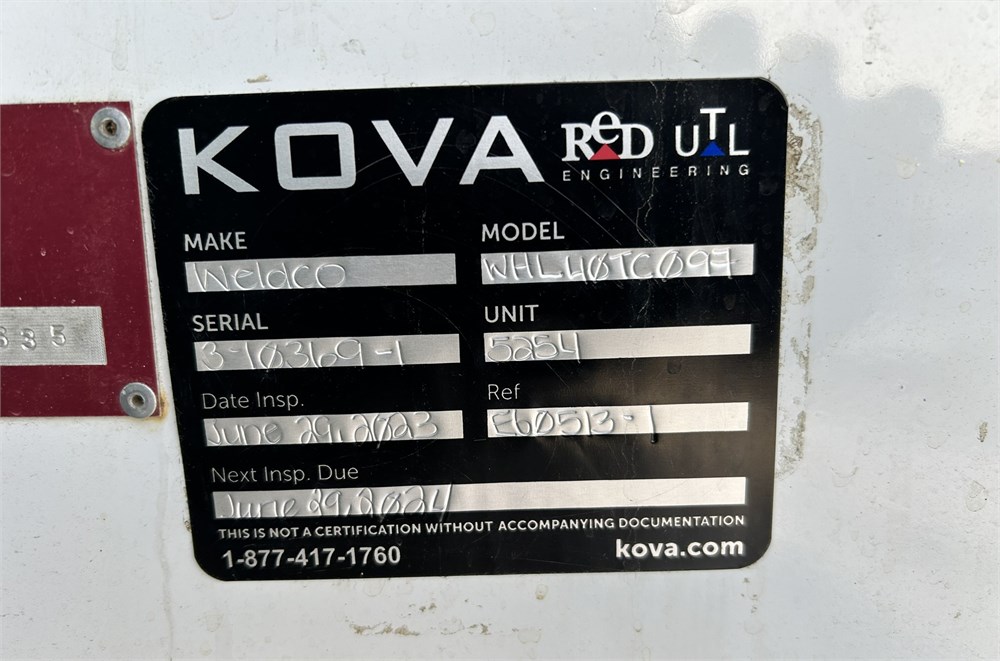 KOVA ReD UTL
ENGINEERING
MAKE MODEL
Weldco WHL40TC097
SERIAL UNIT
3-10369-1 5254
Date Insp. Ref
June 29, 2023 E60513-1
Next Insp. Due
June 29, 2024
THIS IS NOT A CERTIFICATION WITHOUT ACCOMPANYING DOCUMENTATION
1-877-417-1760 kova.com
635